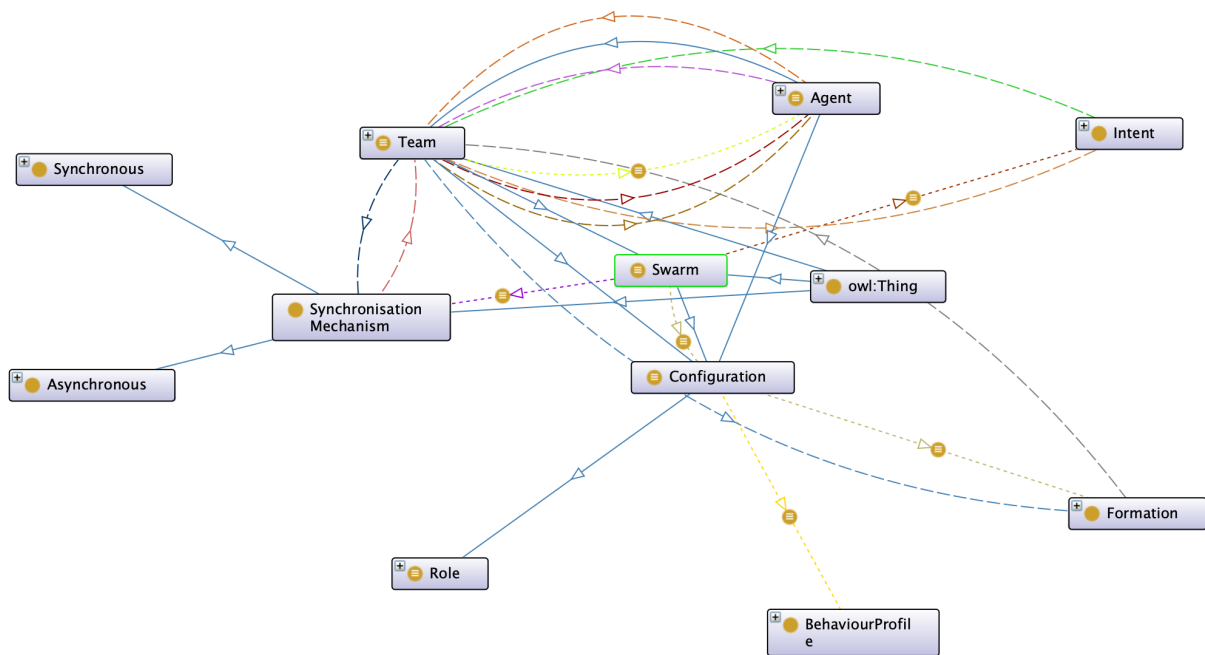 Agent
Intent
Team
Synchronous
Swarm
owl:Thing
Synchronisation
Mechanism
Configuration
Asynchronous
Formation
Role
BehaviourProfil
e